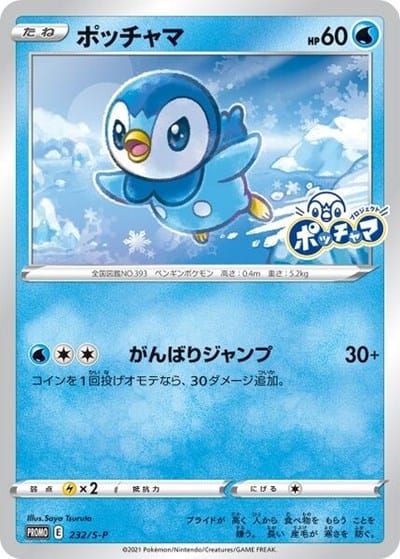 たね ポッチャマ HP60
プロジェクト
ポッチャマ
全国図鑑NO.393 ペンギンポケモン 高さ：0.4m 重さ：5.2kg
がんばりジャンプ 30+
コインを1回投げオモテなら、30ダメージ追加。
弱点 ×2 抵抗力 にげる
Illus.Saya Tsuruta
プライドが 高く 人から 食べ物を もらう ことを
PROMO E 232/S-P
嫌う。長い 産毛が 寒さを 防ぐ。
©2021 Pokémon/Nintendo/Creatures/GAME FREAK.